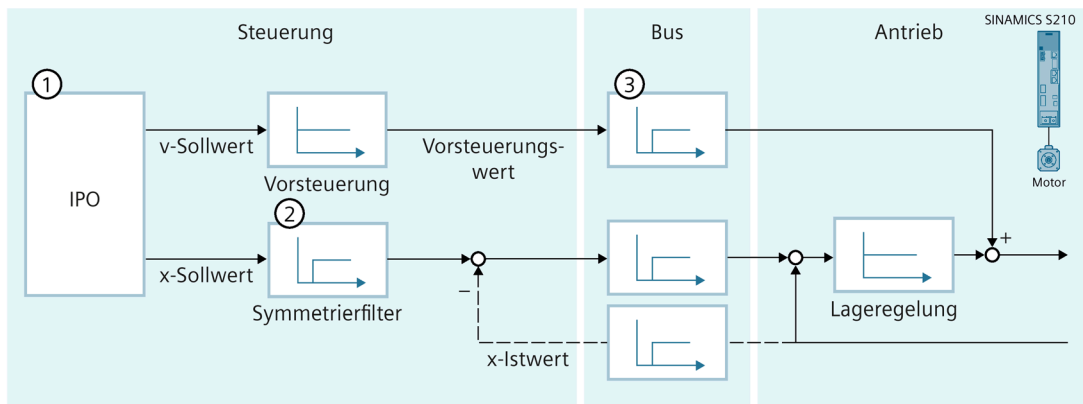 Steuerung
Bus
Antrieb
SINAMICS S210
Motor
1
IPO
v-Sollwert
Vorsteuerung
Vorsteuerungs-
wert
3
2
x-Sollwert
Symmetrierfilter
−
x-Istwert
Lageregelung
+